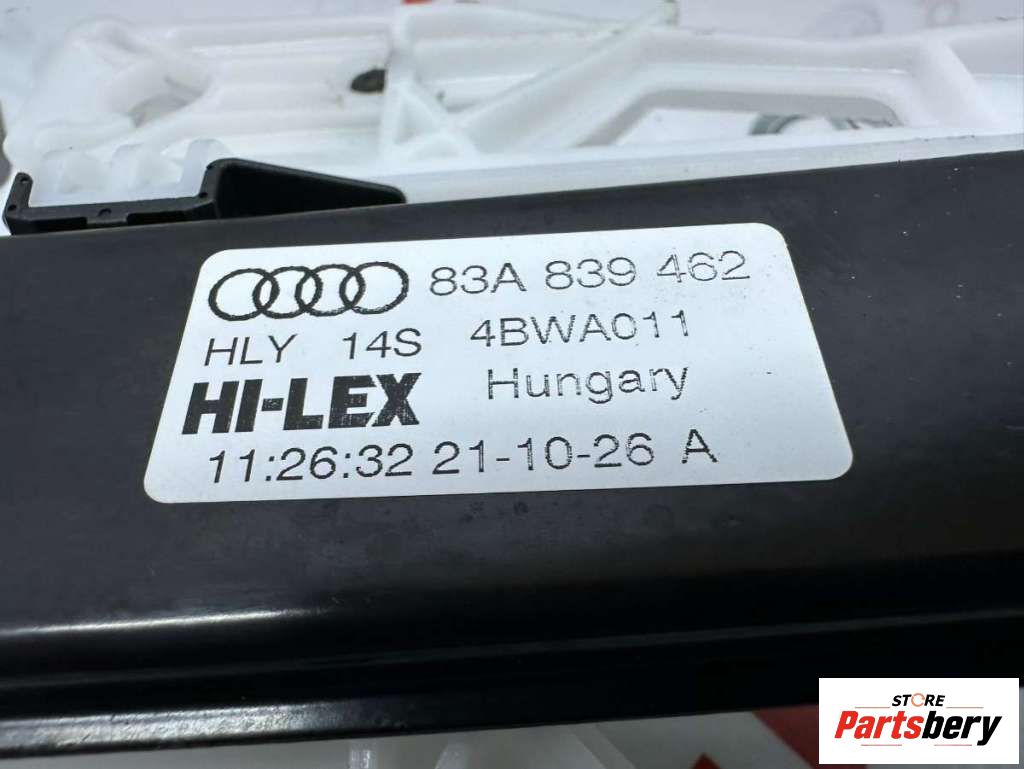 83A 839 462
HLY 14S 4BWA011
HI-LEX Hungary
11:26:32 21-10-26 A
STORE
Partsbery